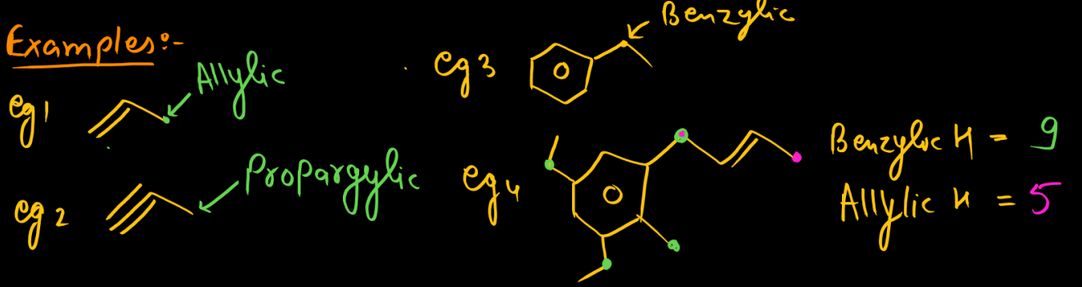 Examples:-
eg1
Allylic
eg2
Propargylic
eg3
Benzylic
eg4
Benzylic H = 9
Allylic H = 5